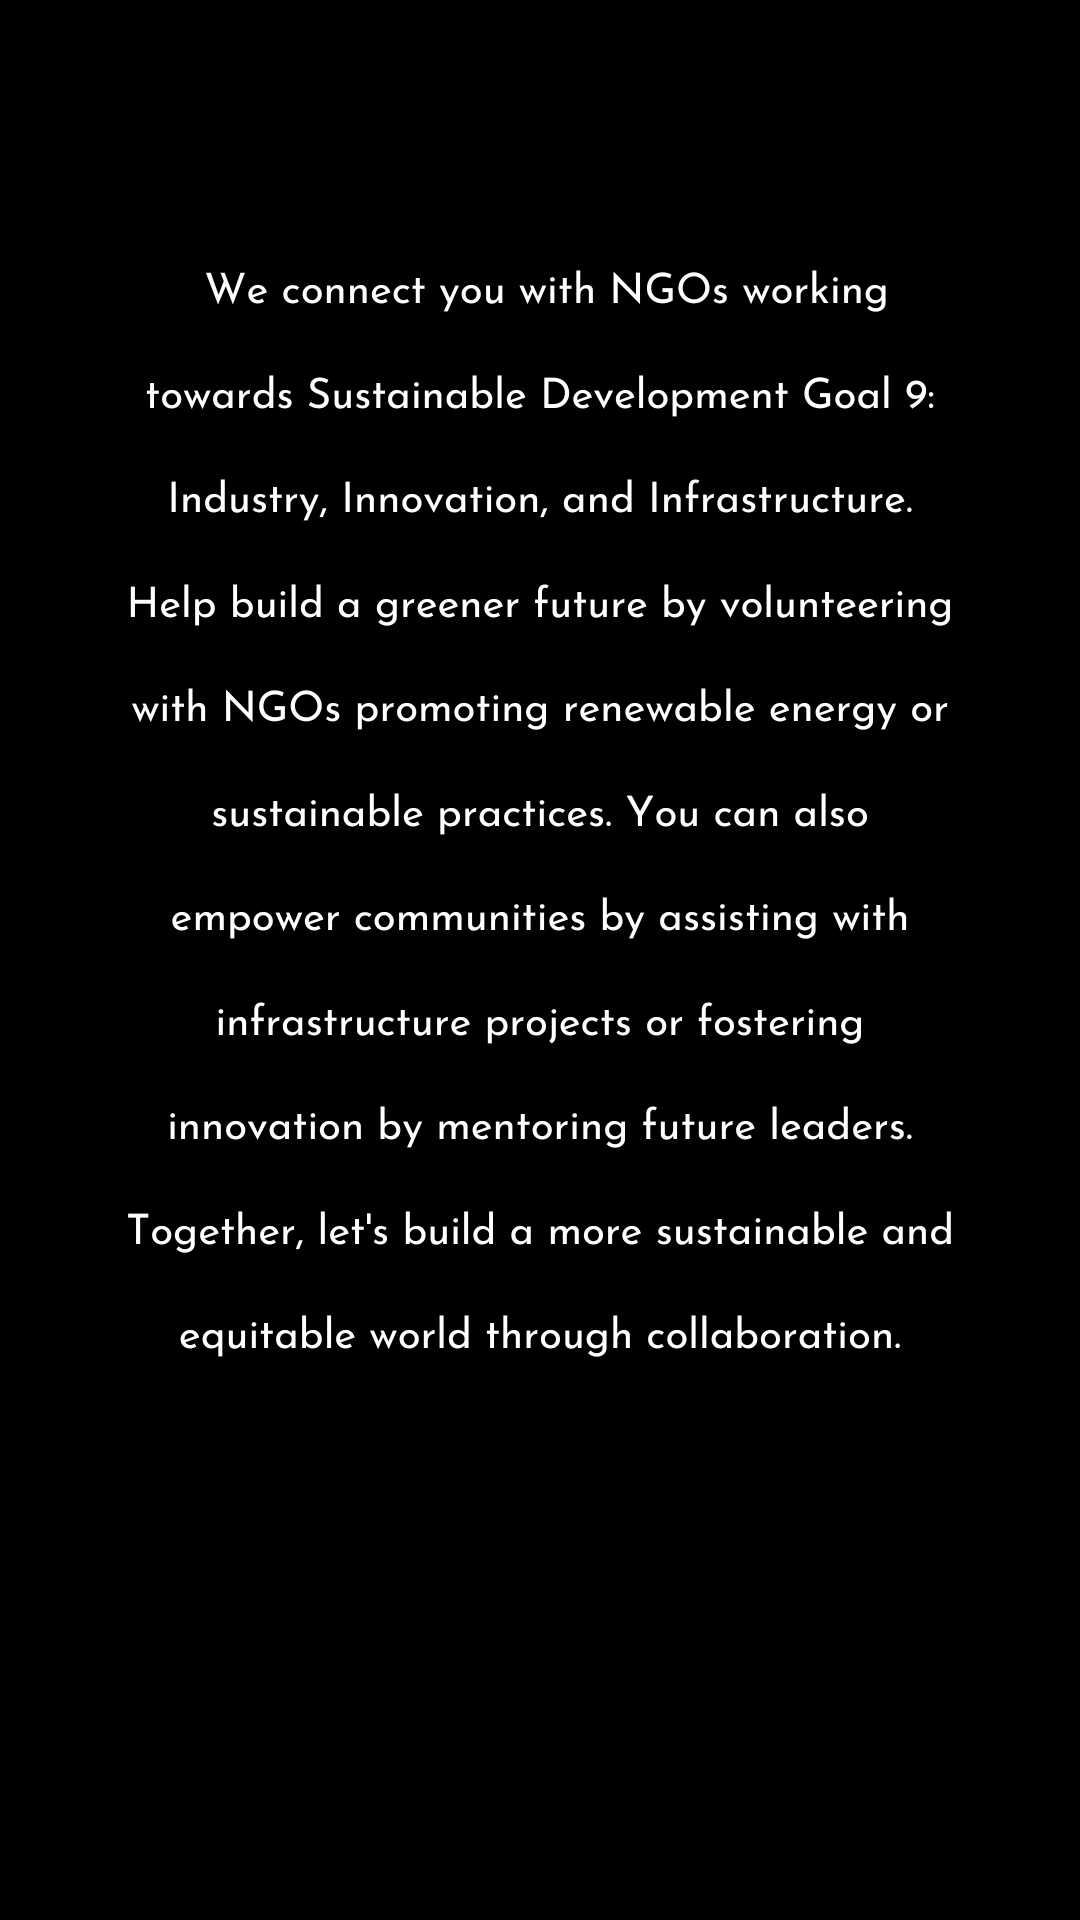 We connect you with NGOs working
towards Sustainable Development Goal 9:
Industry, Innovation, and Infrastructure.
Help build a greener future by volunteering
with NGOs promoting renewable energy or
sustainable practices. You can also
empower communities by assisting with
infrastructure projects or fostering
innovation by mentoring future leaders.
Together, let's build a more sustainable and
equitable world through collaboration.